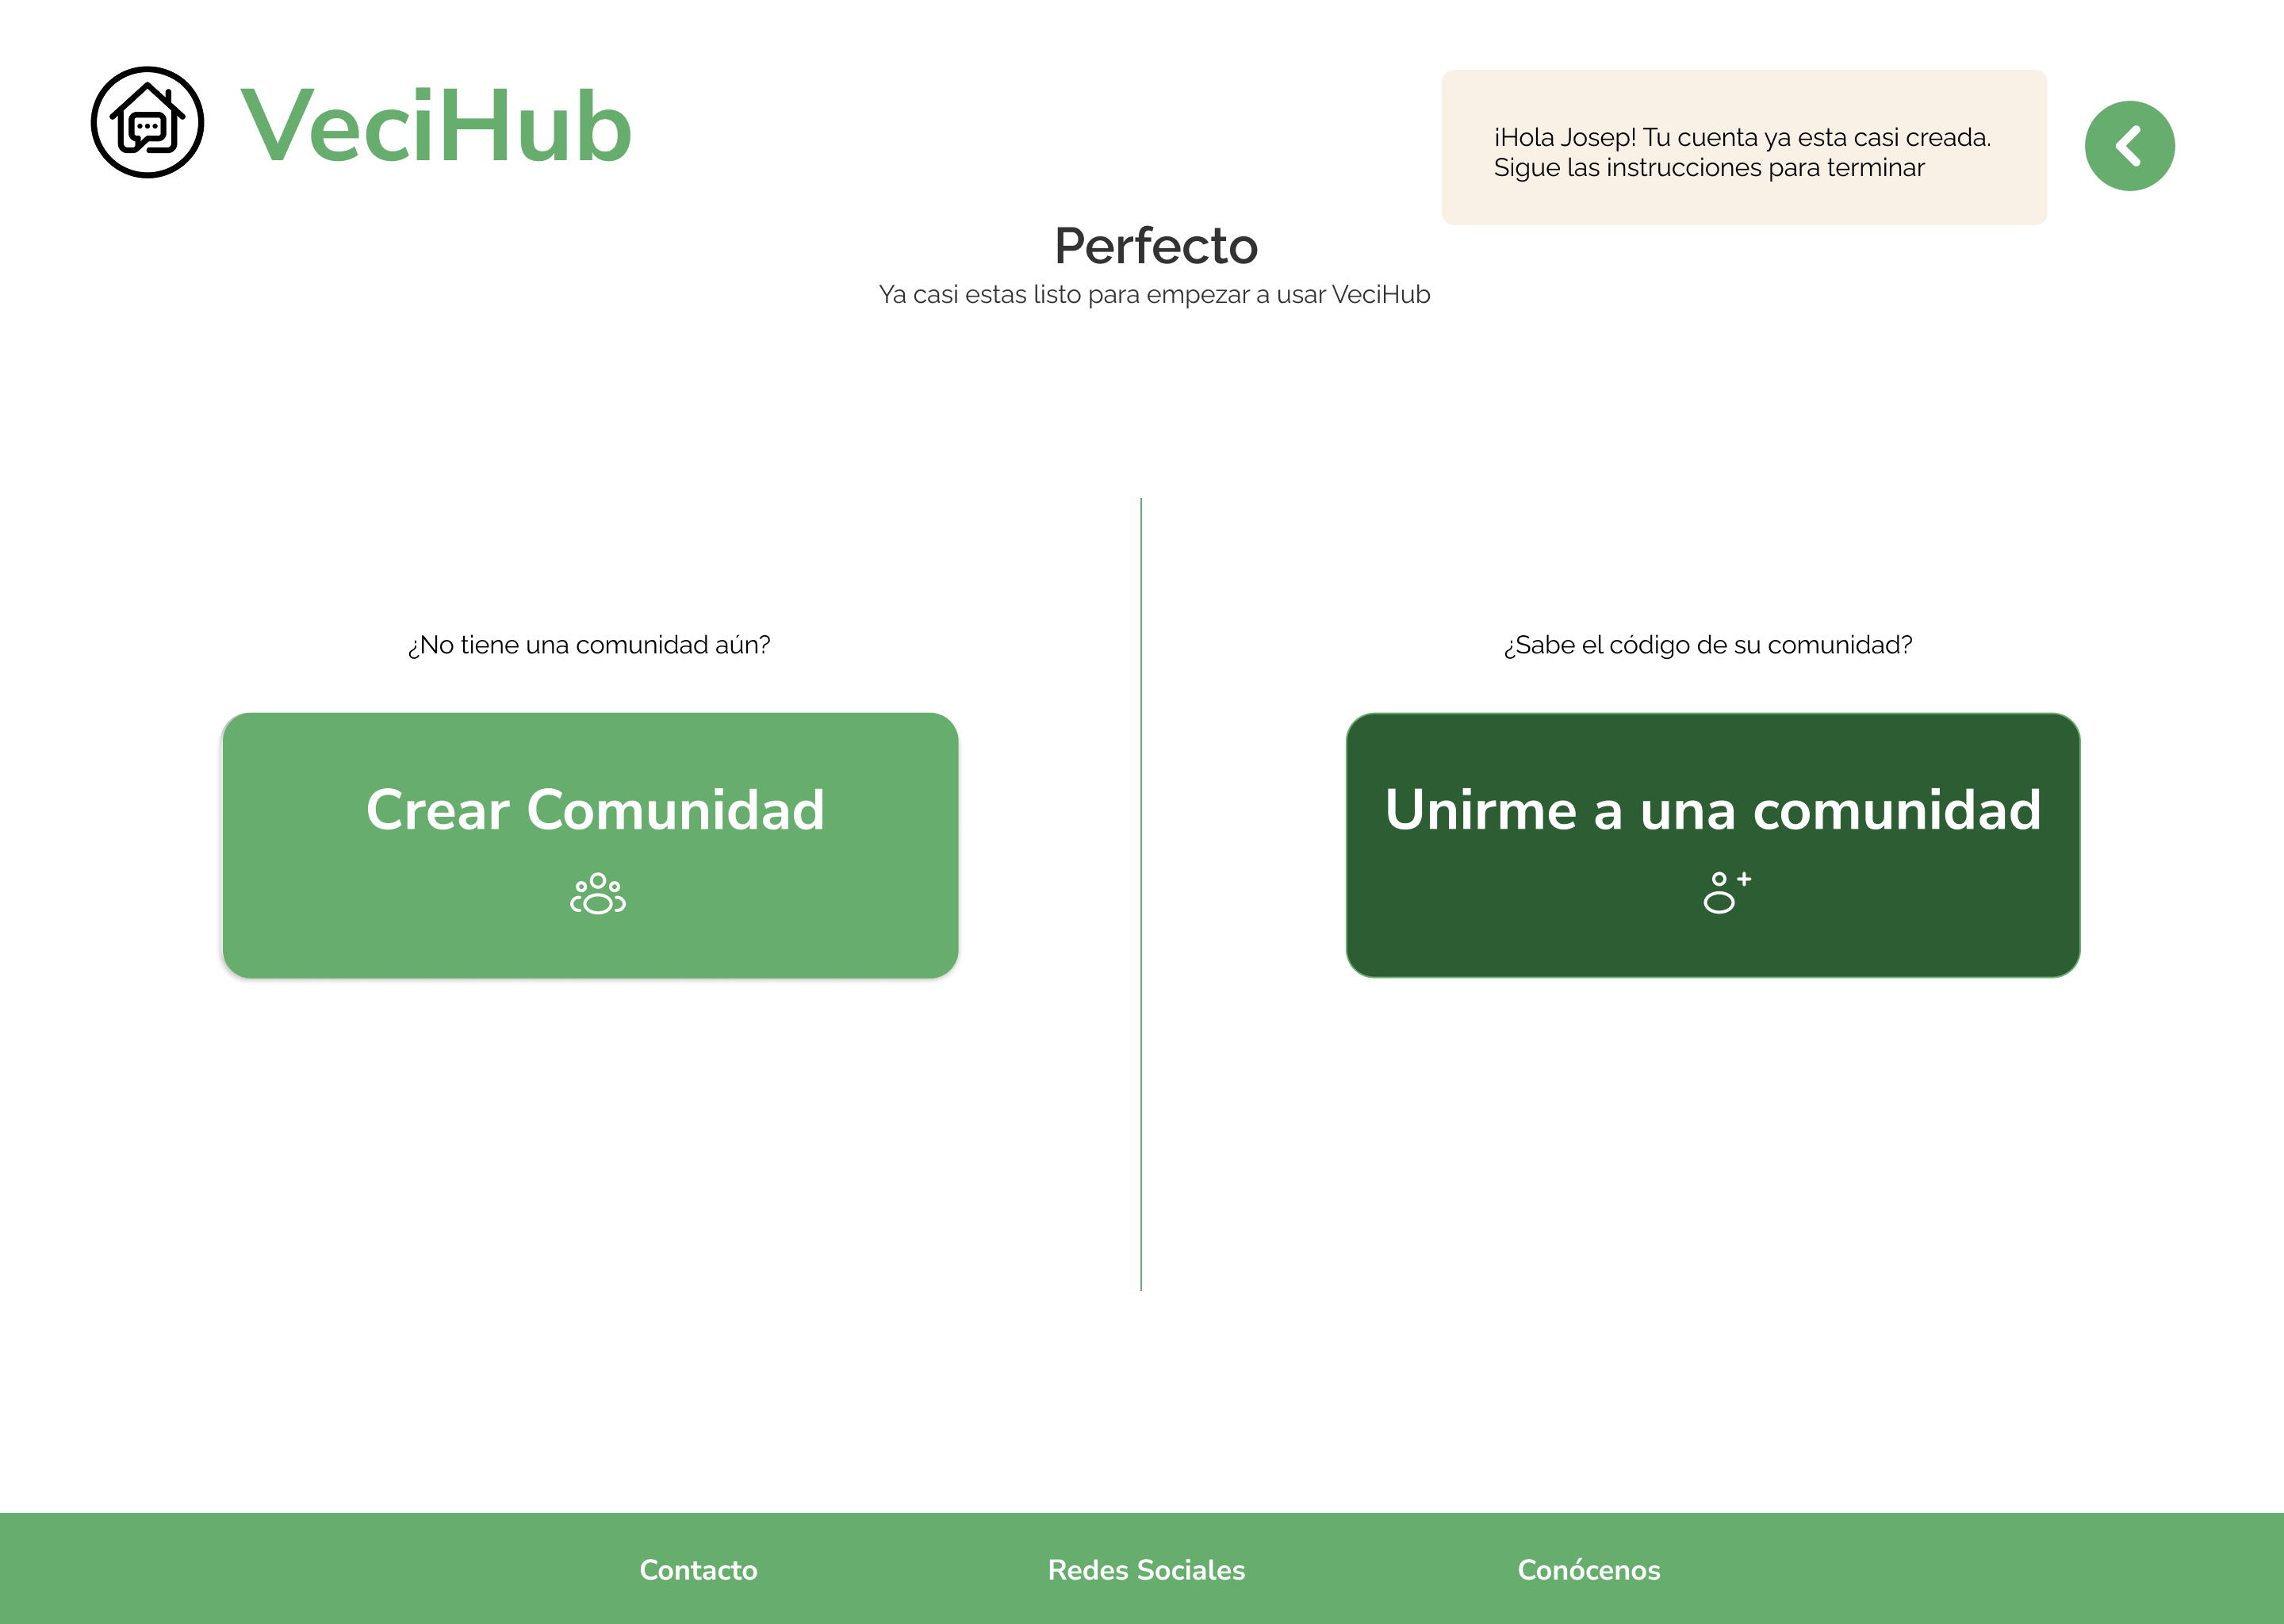 VeciHub
¡Hola Josep! Tu cuenta ya esta casi creada.
Sigue las instrucciones para terminar
Perfecto
Ya casi estas listo para empezar a usar VeciHub
¿No tiene una comunidad aún?
Crear Comunidad
¿Sabe el código de su comunidad?
Unirme a una comunidad
Contacto
Redes Sociales
Conócenos